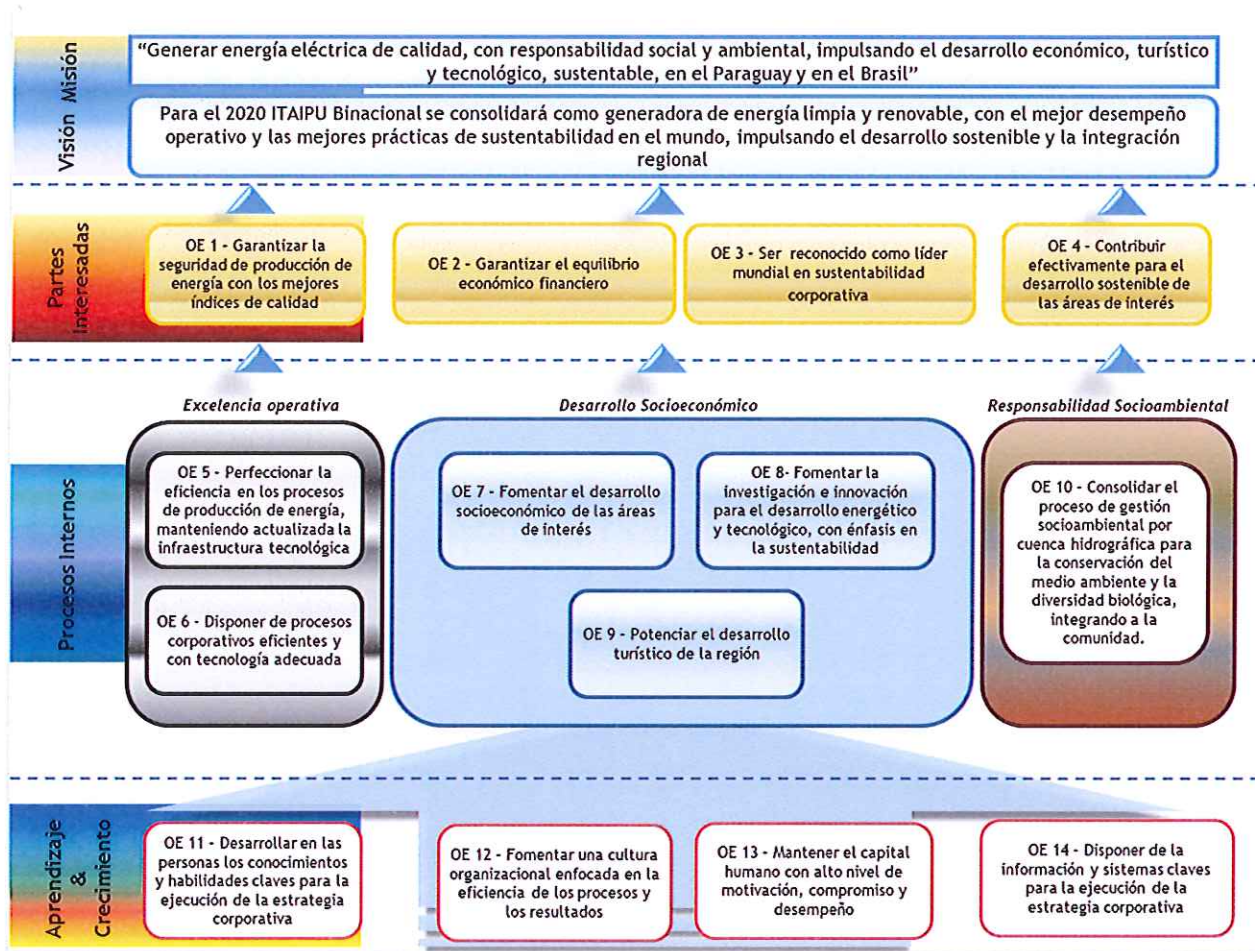 Visión Misión
“Generar energía eléctrica de calidad, con responsabilidad social y ambiental, impulsando el desarrollo económico, turístico
y tecnológico, sustentable, en el Paraguay y en el Brasil”
Para el 2020 ITAIPU Binacional se consolidará como generadora de energía limpia y renovable, con el mejor desempeño
operativo y las mejores prácticas de sustentabilidad en el mundo, impulsando el desarrollo sostenible y la integración
regional
Partes
Interesadas
OE 1 - Garantizar la
seguridad de producción de
energía con los mejores
índices de calidad
OE 2 - Garantizar el equilibrio
económico financiero
OE 3 - Ser reconocido como líder
mundial en sustentabilidad
corporativa
OE 4 - Contribuir
efectivamente para el
desarrollo sostenible de
las áreas de interés
Procesos Internos
Excelencia operativa
OE 5 - Perfeccionar la
eficiencia en los procesos
de producción de energía,
manteniendo actualizada la
infraestructura tecnológica
OE 6 - Disponer de procesos
corporativos eficientes y
con tecnología adecuada
Desarrollo Socioeconómico
OE 7 - Fomentar el desarrollo
socioeconómico de las áreas
de interés
OE 8- Fomentar la
investigación e innovación
para el desarrollo energético
y tecnológico, con énfasis en
la sustentabilidad
OE 9 - Potenciar el desarrollo
turístico de la región
Responsabilidad Socioambiental
OE 10 - Consolidar el
proceso de gestión
socioambiental por
cuenca hidrográfica para
la conservación del
medio ambiente y la
diversidad biológica,
integrando a la
comunidad.
Aprendizaje
&
Crecimiento
OE 11 - Desarrollar en las
personas los conocimientos
y habilidades claves para la
ejecución de la estrategia
corporativa
OE 12 - Fomentar una cultura
organizacional enfocada en la
eficiencia de los procesos y
los resultados
OE 13 - Mantener el capital
humano con alto nivel de
motivación, compromiso y
desempeño
OE 14 - Disponer de la
información y sistemas claves
para la ejecución de la
estrategia corporativa